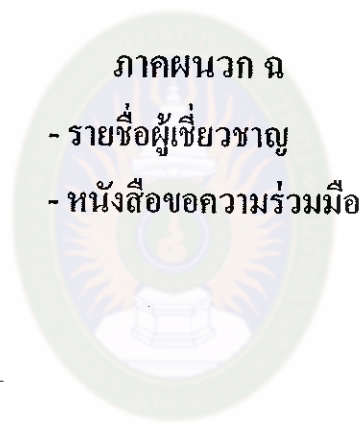 ภาคผนวก ฉ
- รายชื่อผู้เชี่ยวชาญ
- หนังสือขอความร่วมมือ